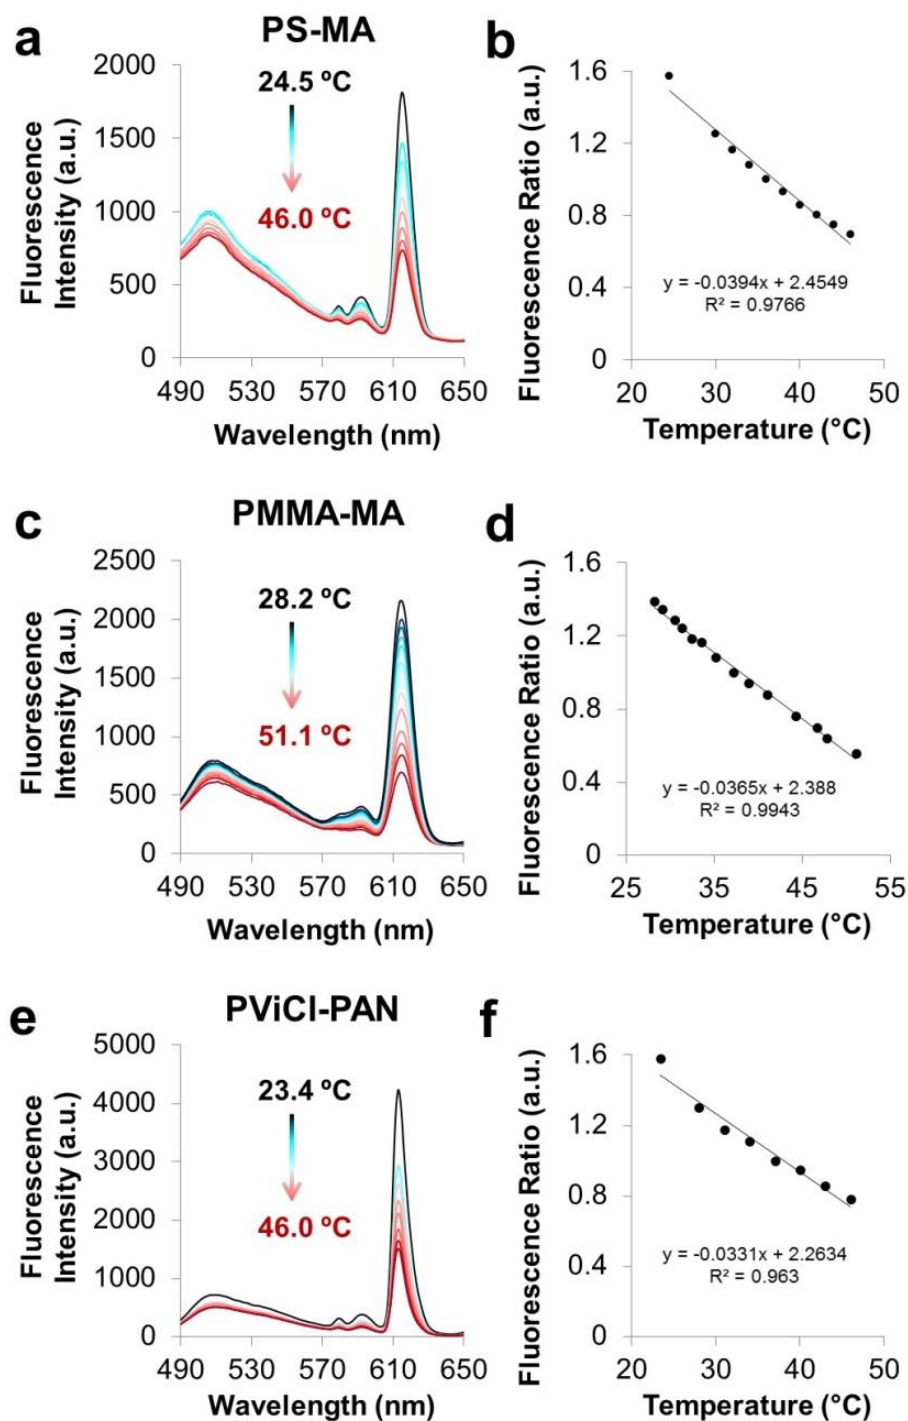 a
PS-MA
Fluorescence
Intensity (a.u.)
2000
1500
1000
500
0
24.5 ºC
46.0 ºC
490 530 570 610 650
Wavelength (nm)
b
Fluorescence Ratio (a.u.)
1.6
1.2
0.8
0.4
0
y = -0.0394x + 2.4549
R² = 0.9766
20 30 40 50
Temperature (°C)
c
PMMA-MA
Fluorescence
Intensity (a.u.)
2500
2000
1500
1000
500
0
28.2 ºC
51.1 ºC
490 530 570 610 650
Wavelength (nm)
d
Fluorescence Ratio (a.u.)
1.6
1.2
0.8
0.4
0
y = -0.0365x + 2.388
R² = 0.9943
25 35 45 55
Temperature (°C)
e
PViCl-PAN
Fluorescence
Intensity (a.u.)
5000
4000
3000
2000
1000
0
23.4 ºC
46.0 ºC
490 530 570 610 650
Wavelength (nm)
f
Fluorescence Ratio (a.u.)
1.6
1.2
0.8
0.4
0
y = -0.0331x + 2.2634
R² = 0.963
20 30 40 50
Temperature (°C)